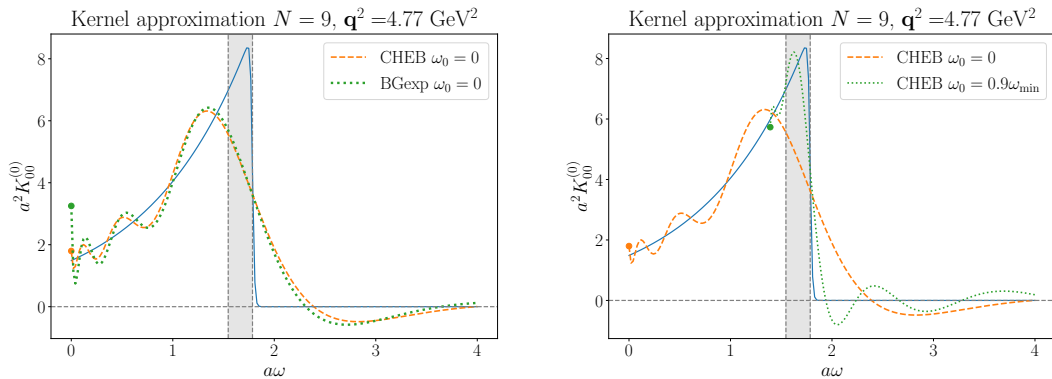 Kernel approximation N = 9, q² =4.77 GeV²
CHEB ω₀ = 0
BGexp ω₀ = 0
a²K₀₀⁽⁰⁾
8
6
4
2
0
0 1 2 3 4
aω
Kernel approximation N = 9, q² =4.77 GeV²
CHEB ω₀ = 0
CHEB ω₀ = 0.9ωₘᵢₙ
a²K₀₀⁽⁰⁾
8
6
4
2
0
0 1 2 3 4
aω